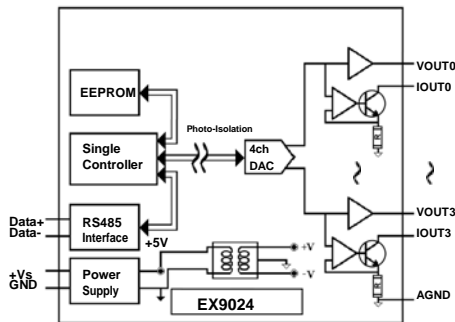 VOUT0
IOUT0
EEPROM
Photo-Isolation
4ch
DAC
R
Single
Controller
Data+
Data-
RS485
Interface
+5V
VOUT3
IOUT3
+Vs
GND
Power
Supply
+V
-V
R
AGND
EX9024